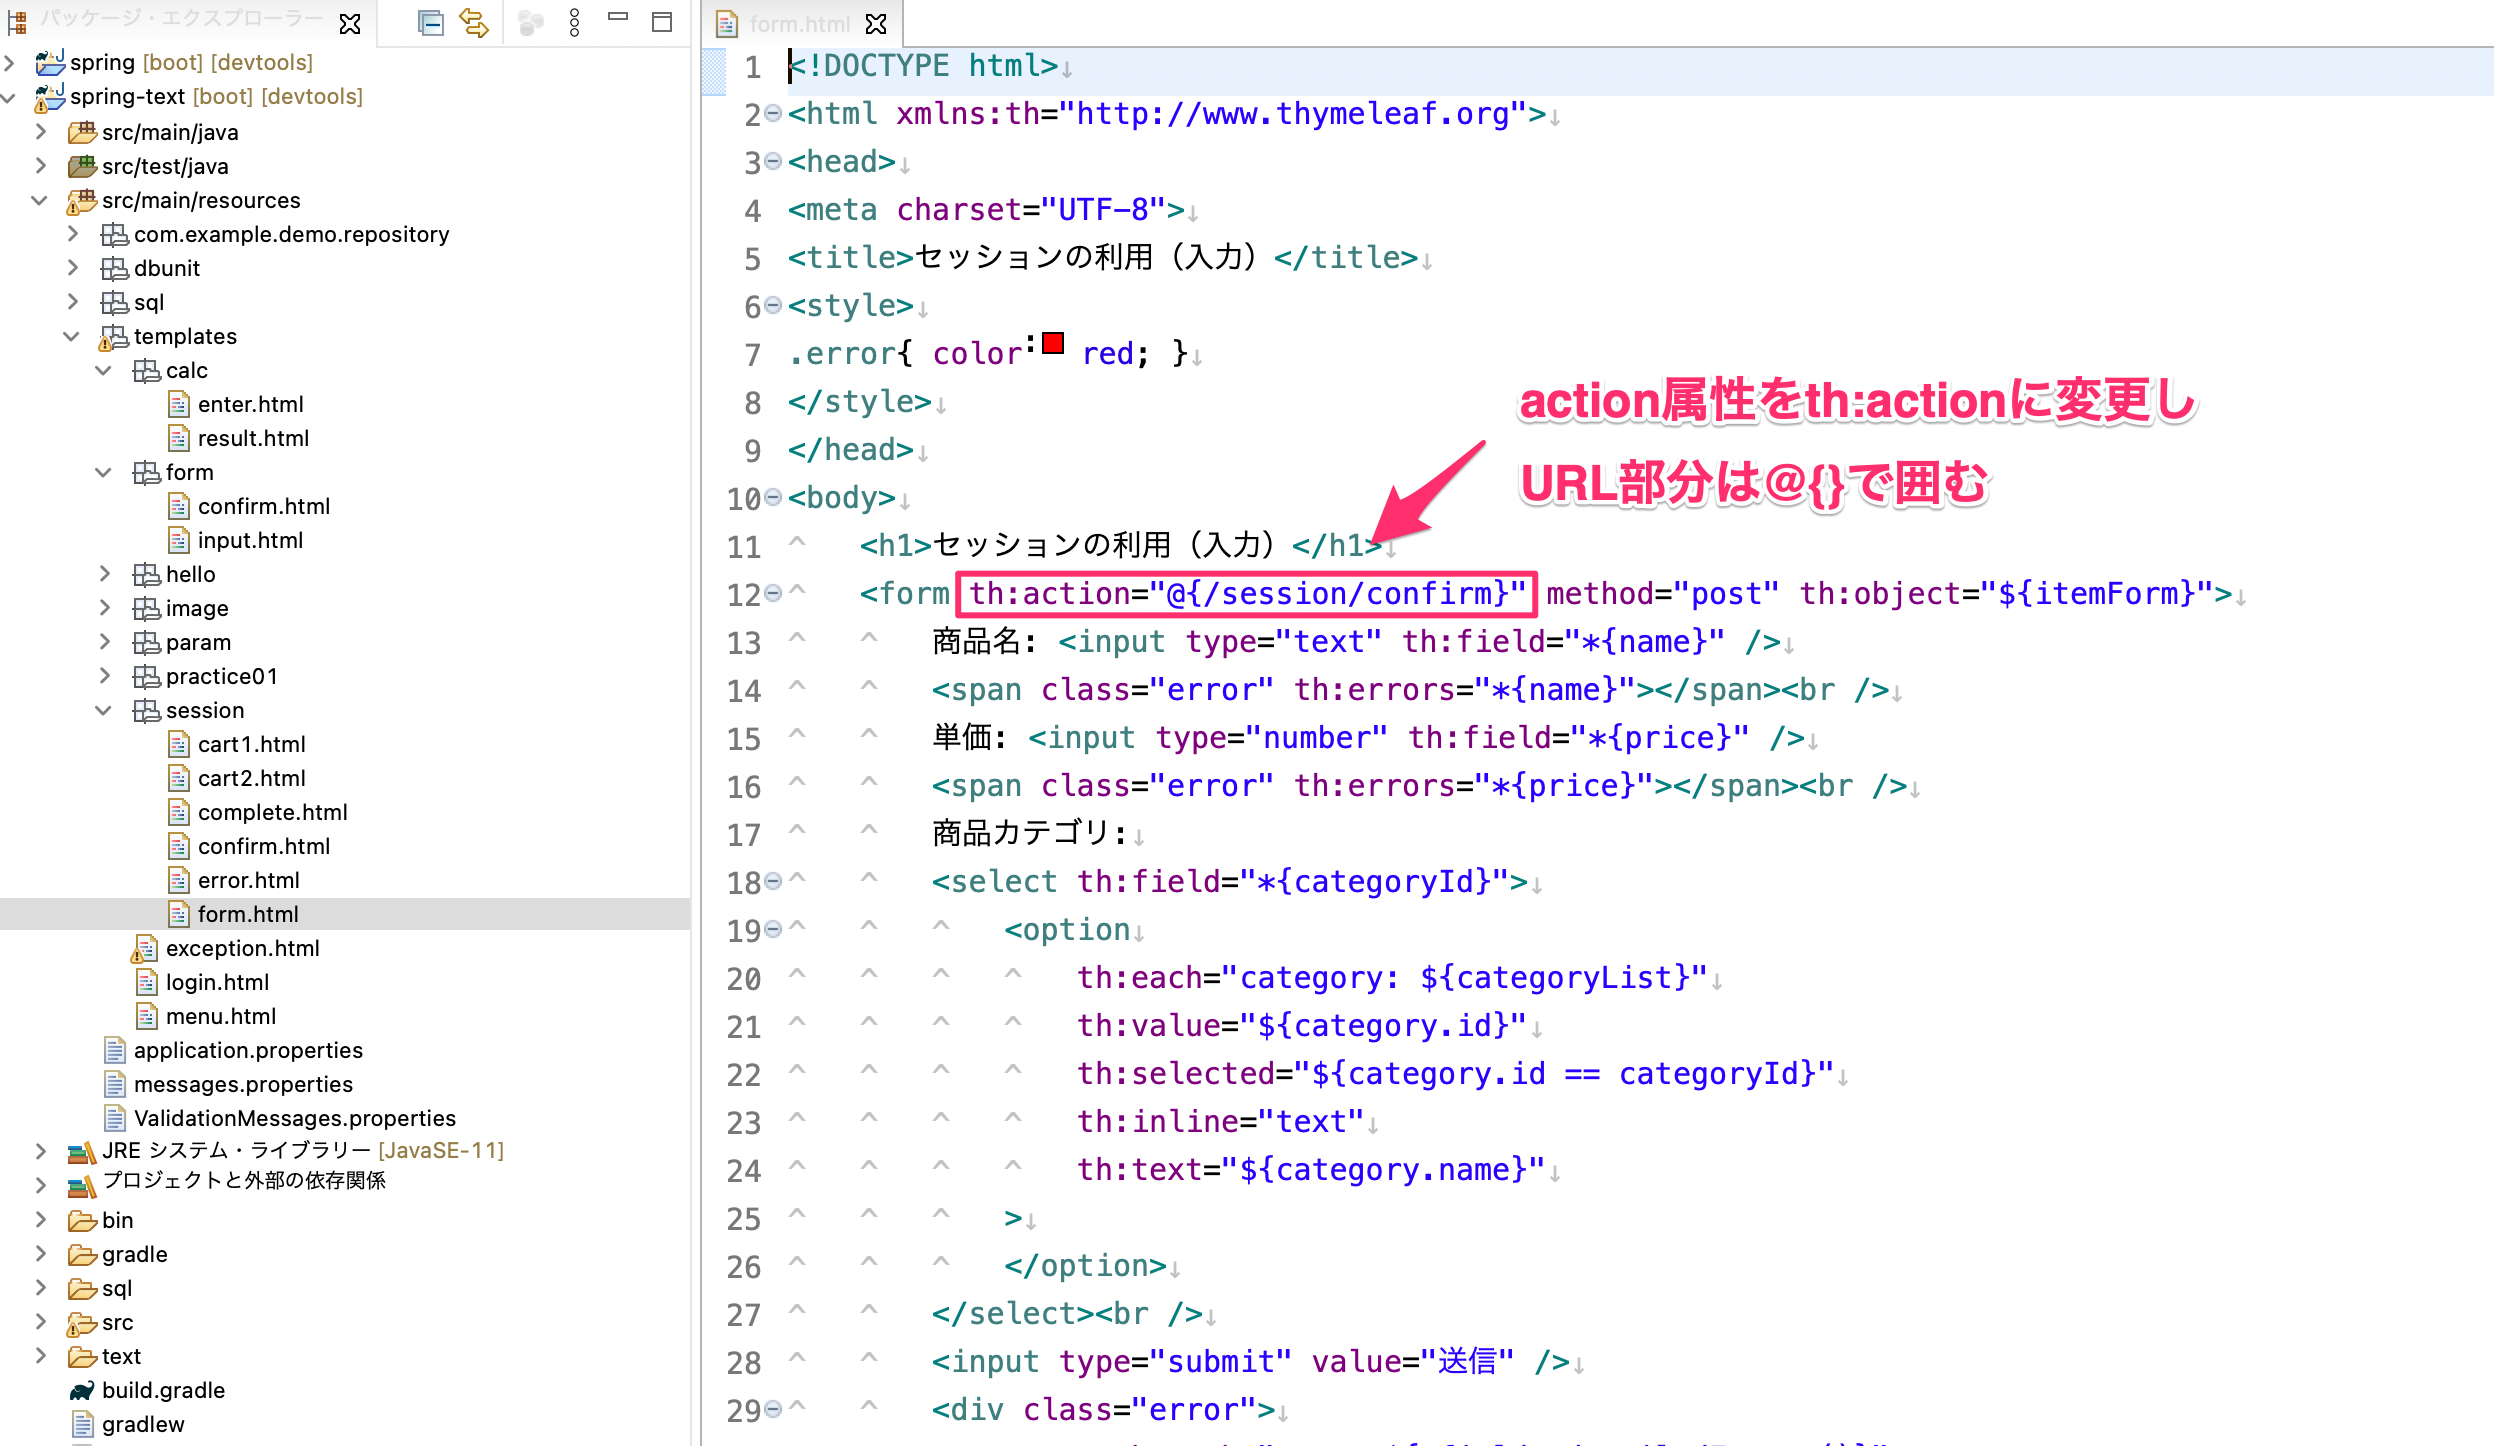 パッケージ・エクスプローラー
spring [boot] [devtools]
spring-text [boot] [devtools]
src/main/java
src/test/java
src/main/resources
com.example.demo.repository
dbunit
sql
templates
calc
enter.html
result.html
form
confirm.html
input.html
hello
image
param
practice01
session
cart1.html
cart2.html
complete.html
confirm.html
error.html
form.html
exception.html
login.html
menu.html
application.properties
messages.properties
ValidationMessages.properties
JRE システム・ライブラリー [JavaSE-11]
プロジェクトと外部の依存関係
bin
gradle
sql
src
text
build.gradle
gradlew
form.html
1 <!DOCTYPE html>↓
2 <html xmlns:th="http://www.thymeleaf.org">↓
3 <head>↓
4 <meta charset="UTF-8">↓
5 <title>セッションの利用（入力）</title>↓
6 <style>↓
7 .error{ color: red; }↓
8 </style>↓
9 </head>↓
10 <body>↓
11 ^ <h1>セッションの利用（入力）</h1>↓
12 ^ <form th:action="@{/session/confirm}" method="post" th:object="${itemForm}">↓
13 ^ ^ 商品名: <input type="text" th:field="*{name}" />↓
14 ^ ^ <span class="error" th:errors="*{name}"></span><br />↓
15 ^ ^ 単価: <input type="number" th:field="*{price}" />↓
16 ^ ^ <span class="error" th:errors="*{price}"></span><br />↓
17 ^ ^ 商品カテゴリ:↓
18 ^ ^ <select th:field="*{categoryId}">↓
19 ^ ^ ^ <option↓
20 ^ ^ ^ ^ th:each="category: ${categoryList}"↓
21 ^ ^ ^ ^ th:value="${category.id}"↓
22 ^ ^ ^ ^ th:selected="${category.id == categoryId}"↓
23 ^ ^ ^ ^ th:inline="text"↓
24 ^ ^ ^ ^ th:text="${category.name}"↓
25 ^ ^ ^ >↓
26 ^ ^ ^ </option>↓
27 ^ ^ </select><br />↓
28 ^ ^ <input type="submit" value="送信" />↓
29 ^ ^ <div class="error">↓
action属性をth:actionに変更し
URL部分は@{}で囲む